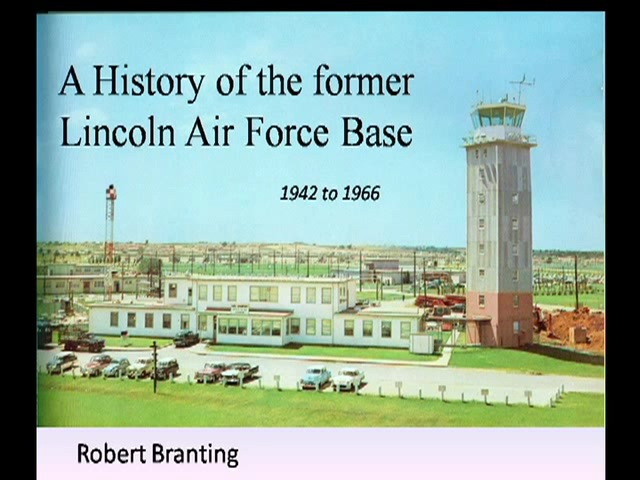 A History of the former
Lincoln Air Force Base
1942 to 1966
Robert Branting